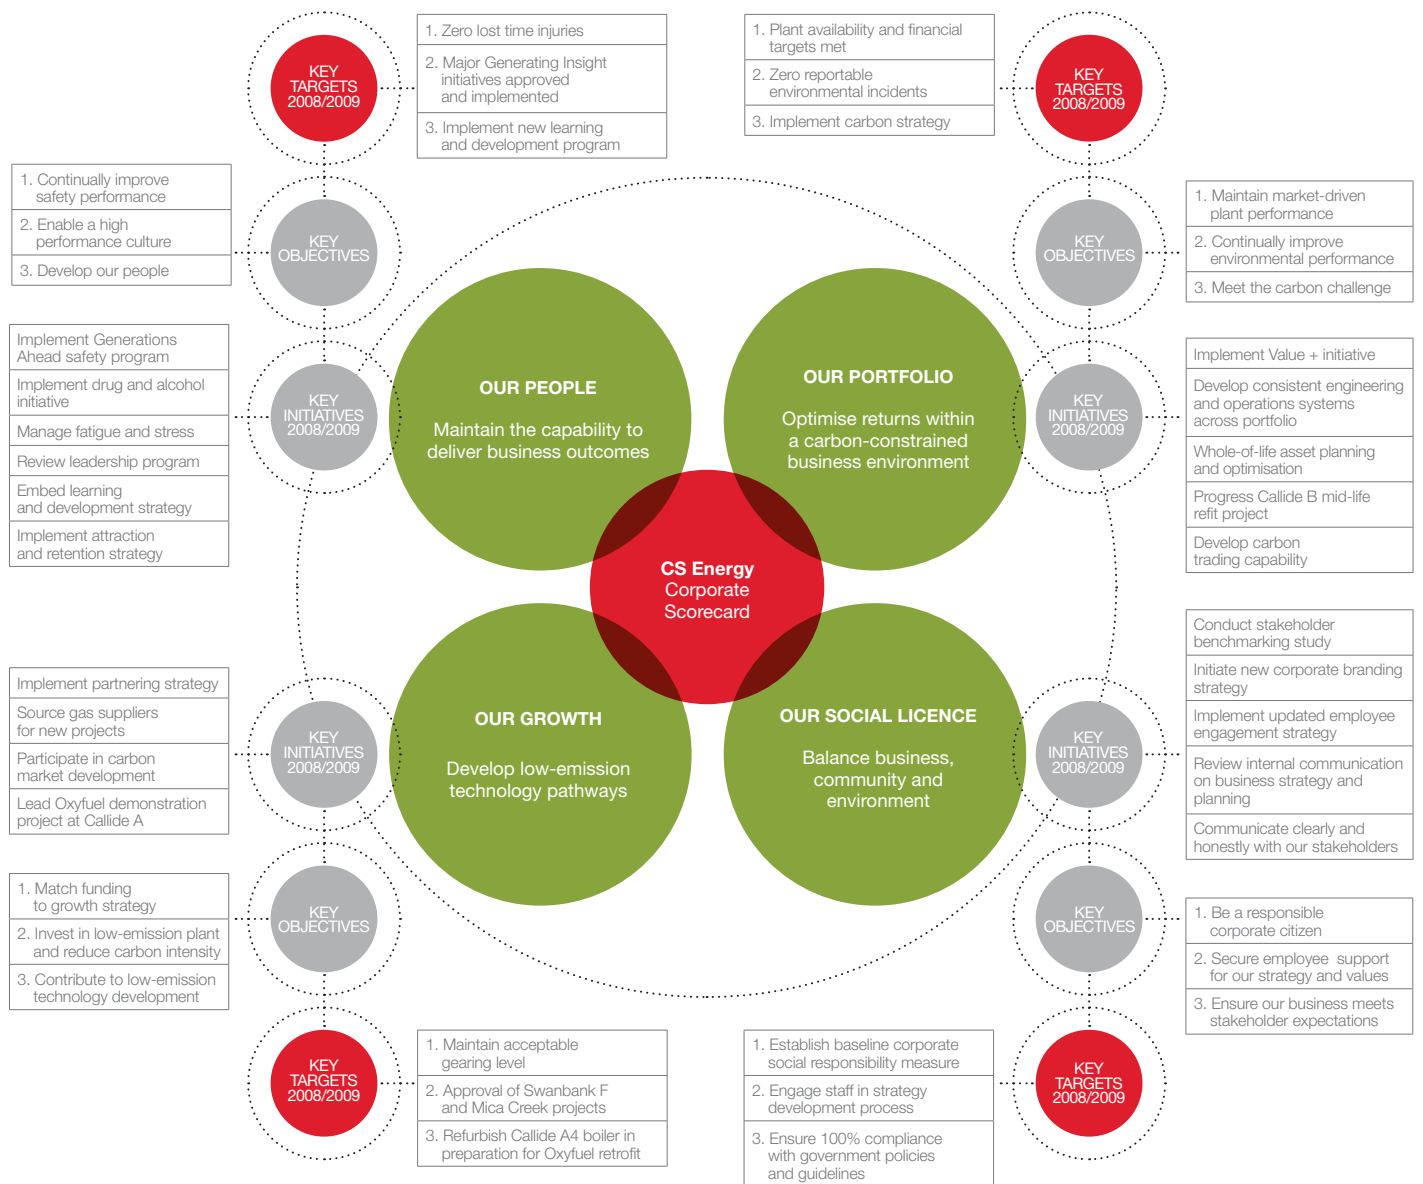 KEY
TARGETS
2008/2009
1. Zero lost time injuries
2. Major Generating Insight
initiatives approved
and implemented
3. Implement new learning
and development program
1. Continually improve
safety performance
2. Enable a high
performance culture
3. Develop our people
KEY
OBJECTIVES
Implement Generations
Ahead safety program
Implement drug and alcohol
initiative
Manage fatigue and stress
Review leadership program
Embed learning
and development strategy
Implement attraction
and retention strategy
KEY
INITIATIVES
2008/2009
OUR PEOPLE
Maintain the capability to
deliver business outcomes
1. Plant availability and financial
targets met
2. Zero reportable
environmental incidents
3. Implement carbon strategy
KEY
TARGETS
2008/2009
KEY
OBJECTIVES
1. Maintain market-driven
plant performance
2. Continually improve
environmental performance
3. Meet the carbon challenge
OUR PORTFOLIO
Optimise returns within
a carbon-constrained
business environment
KEY
INITIATIVES
2008/2009
Implement Value + initiative
Develop consistent engineering
and operations systems
across portfolio
Whole-of-life asset planning
and optimisation
Progress Callide B mid-life
refit project
Develop carbon
trading capability
CS Energy
Corporate
Scorecard
Implement partnering strategy
Source gas suppliers
for new projects
Participate in carbon
market development
Lead Oxyfuel demonstration
project at Callide A
KEY
INITIATIVES
2008/2009
OUR GROWTH
Develop low-emission
technology pathways
1. Match funding
to growth strategy
2. Invest in low-emission plant
and reduce carbon intensity
3. Contribute to low-emission
technology development
KEY
OBJECTIVES
KEY
TARGETS
2008/2009
1. Maintain acceptable
gearing level
2. Approval of Swanbank F
and Mica Creek projects
3. Refurbish Callide A4 boiler in
preparation for Oxyfuel retrofit
OUR SOCIAL LICENCE
Balance business,
community and
environment
KEY
INITIATIVES
2008/2009
Conduct stakeholder
benchmarking study
Initiate new corporate branding
strategy
Implement updated employee
engagement strategy
Review internal communication
on business strategy and
planning
Communicate clearly and
honestly with our stakeholders
KEY
OBJECTIVES
1. Be a responsible
corporate citizen
2. Secure employee support
for our strategy and values
3. Ensure our business meets
stakeholder expectations
1. Establish baseline corporate
social responsibility measure
2. Engage staff in strategy
development process
3. Ensure 100% compliance
with government policies
and guidelines
KEY
TARGETS
2008/2009